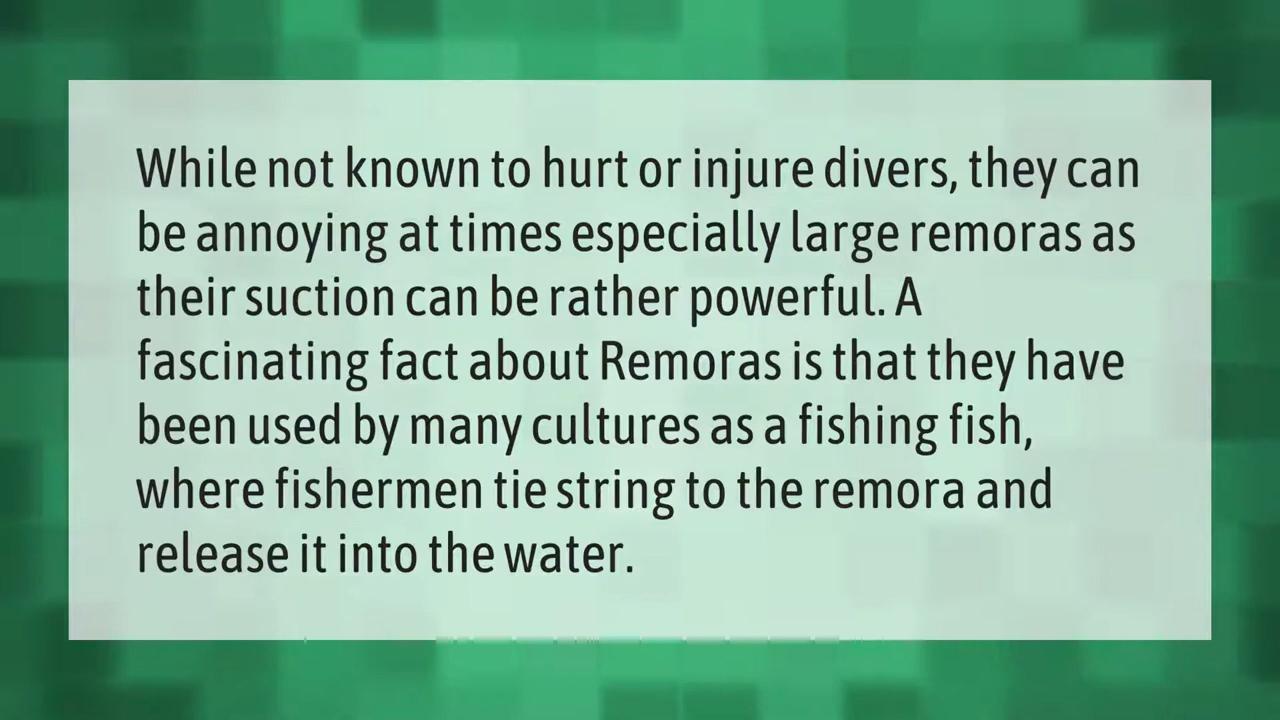 While not known to hurt or injure divers, they can
be annoying at times especially large remoras as
their suction can be rather powerful. A
fascinating fact about Remoras is that they have
been used by many cultures as a fishing fish,
where fishermen tie string to the remora and
release it into the water.